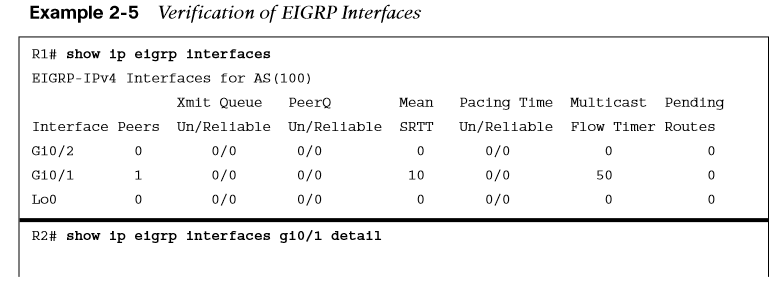 Example 2-5 Verification of EIGRP Interfaces
R1# show ip eigrp interfaces
EIGRP-IPv4 Interfaces for AS(100)
Xmit Queue PeerQ Mean Pacing Time Multicast Pending
Interface Peers Un/Reliable Un/Reliable SRTT Un/Reliable Flow Timer Routes
Gi0/2 0 0/0 0/0 0 0/0 0 0
Gi0/1 1 0/0 0/0 10 0/0 50 0
Lo0 0 0/0 0/0 0 0/0 0 0
R2# show ip eigrp interfaces gi0/1 detail